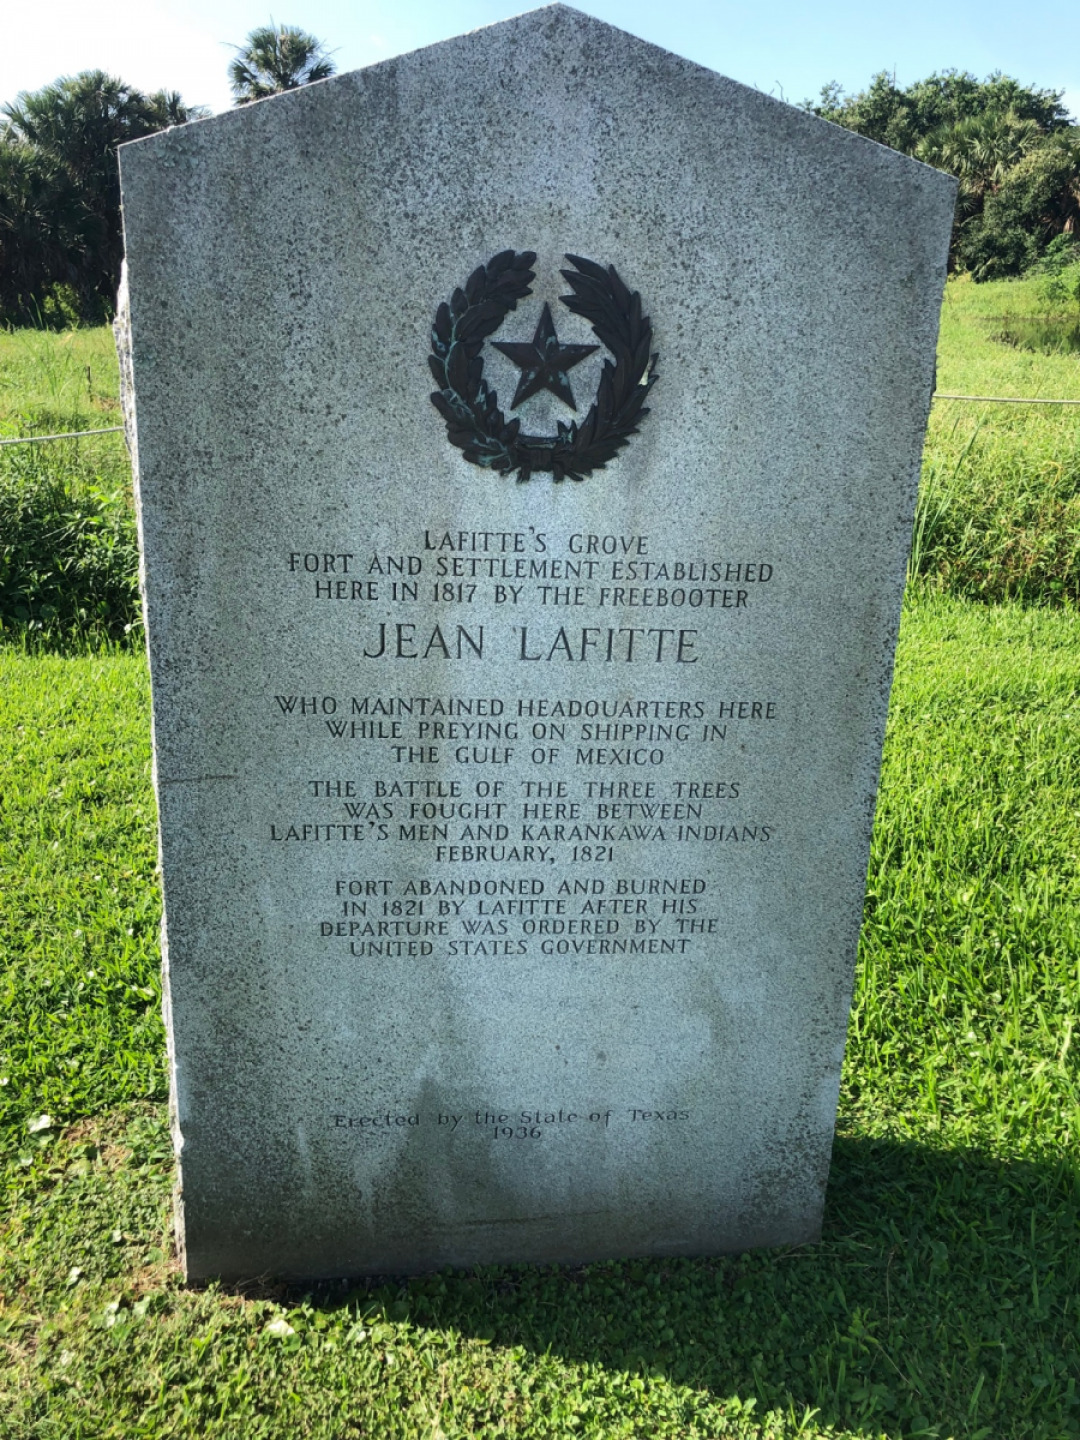 LAFITTE'S GROVE
FORT AND SETTLEMENT ESTABLISHED
HERE IN 1817 BY THE FREEBOOTER
JEAN LAFITTE
WHO MAINTAINED HEADQUARTERS HERE
WHILE PREYING ON SHIPPING IN
THE GULF OF MEXICO
THE BATTLE OF THE THREE TREES
WAS FOUGHT HERE BETWEEN
LAFITTE'S MEN AND KARANKAWA INDIANS
FEBRUARY, 1821
FORT ABANDONED AND BURNED
IN 1821 BY LAFITTE AFTER HIS
DEPARTURE WAS ORDERED BY THE
UNITED STATES GOVERNMENT
Erected by the State of Texas
1936